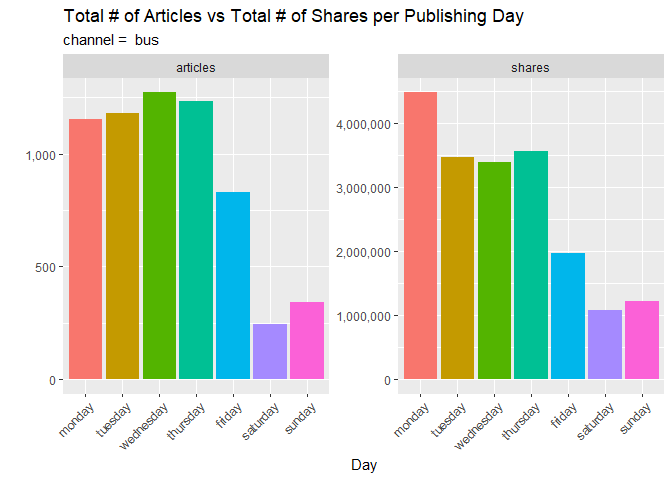 Total # of Articles vs Total # of Shares per Publishing Day
channel = bus
articles
shares
1,000
500
0
4,000,000
3,000,000
2,000,000
1,000,000
0
monday
tuesday
wednesday
thursday
friday
saturday
sunday
monday
tuesday
wednesday
thursday
friday
saturday
sunday
Day